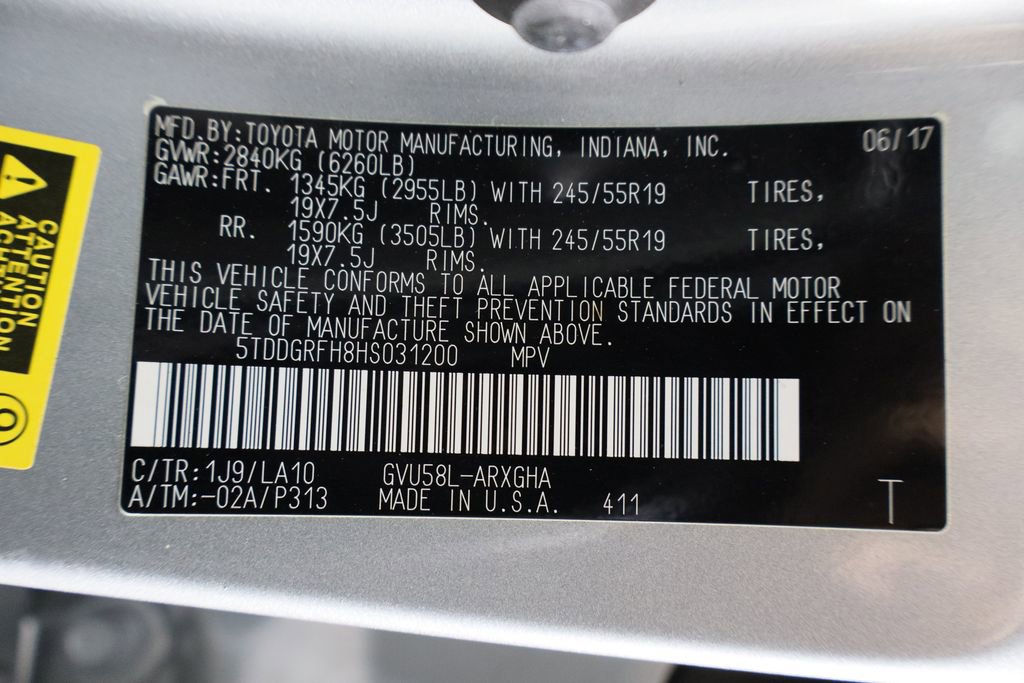 MFD.BY:TOYOTA MOTOR MANUFACTURING, INDIANA, INC. 06/17
GVWR:2840KG (6260LB)
GAWR:FRT. 1345KG (2955LB) WITH 245/55R19 TIRES,
19X7.5J RIMS.
RR. 1590KG (3505LB) WITH 245/55R19 TIRES,
19X7.5J RIMS.
THIS VEHICLE CONFORMS TO ALL APPLICABLE FEDERAL MOTOR
VEHICLE SAFETY AND THEFT PREVENTION STANDARDS IN EFFECT ON
THE DATE OF MANUFACTURE SHOWN ABOVE.
5TDDGRFH8HS031200 MPV
C/TR:1J9/LA10 GVU58L-ARXGHA
A/TM:-02A/P313 MADE IN U.S.A. 411 T
CAUTION
ATTENTION